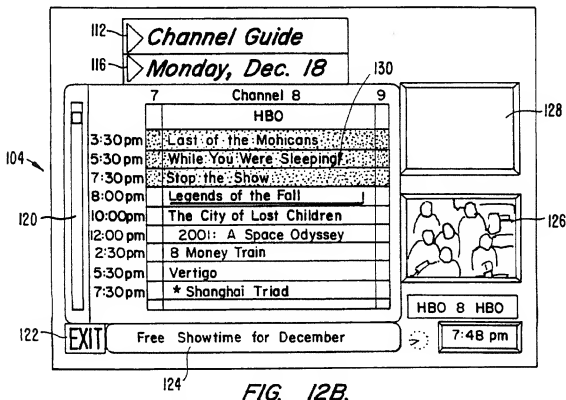 112
Channel Guide
116
Monday, Dec. 18
130
7 Channel 8 9
HBO
128
3:30pm Last of the Mohicans
5:30pm While You Were Sleeping
104
7:30pm Stop the Show
8:00pm Legends of the Fall
120
10:00pm The City of Lost Children
126
12:00 pm 2001: A Space Odyssey
2:30pm 8 Money Train
5:30pm Vertigo
7:30pm * Shanghai Triad
HBO 8 HBO
122
EXIT Free Showtime for December
7:48 pm
124
FIG. 12B.